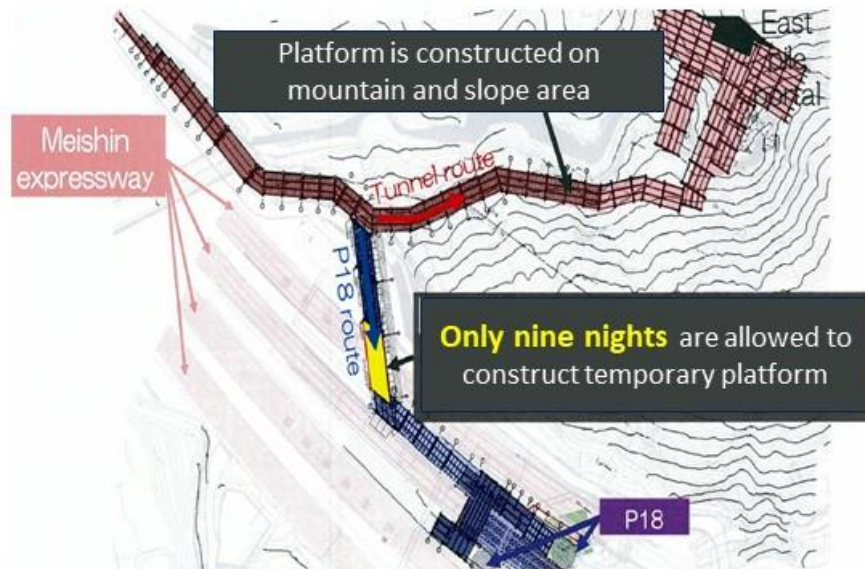 East
pile
portal
Platform is constructed on
mountain and slope area
Meishin
expressway
Tunnel route
P18 route
Only nine nights are allowed to
construct temporary platform
P18